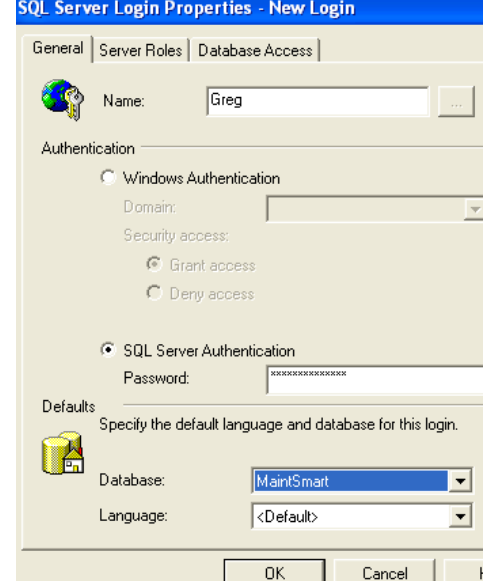 SQL Server Login Properties - New Login
General Server Roles Database Access
Name: Greg ...
Authentication
Windows Authentication
Domain:
Security access:
Grant access
Deny access
SQL Server Authentication
Password: **************
Defaults
Specify the default language and database for this login.
Database: MaintSmart
Language: <Default>
OK Cancel